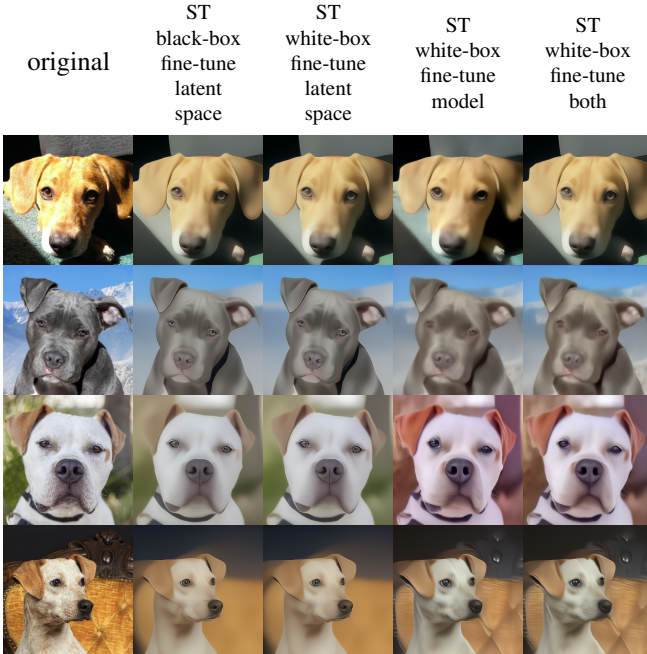 original
ST
black-box
fine-tune
latent
space
ST
white-box
fine-tune
latent
space
ST
white-box
fine-tune
model
ST
white-box
fine-tune
both